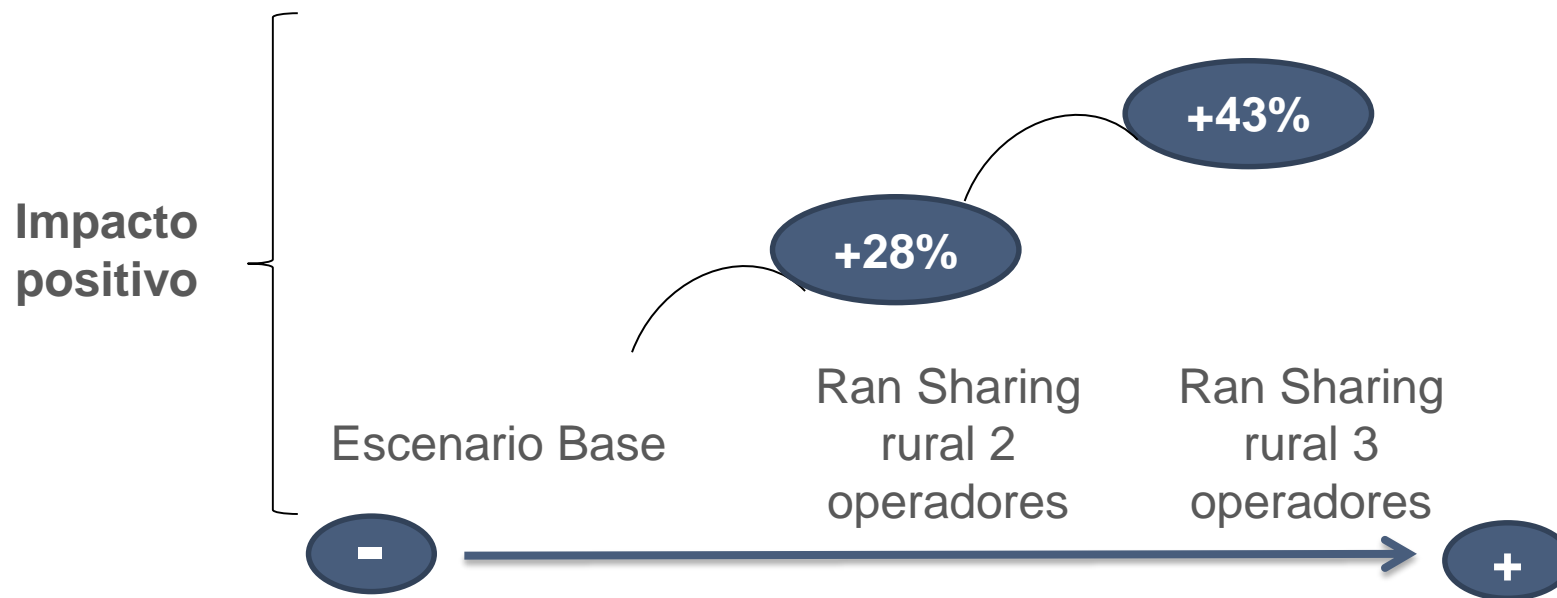 +43%
+28%
Impacto
positivo
Escenario Base
Ran Sharing
rural 2
operadores
Ran Sharing
rural 3
operadores
-
+